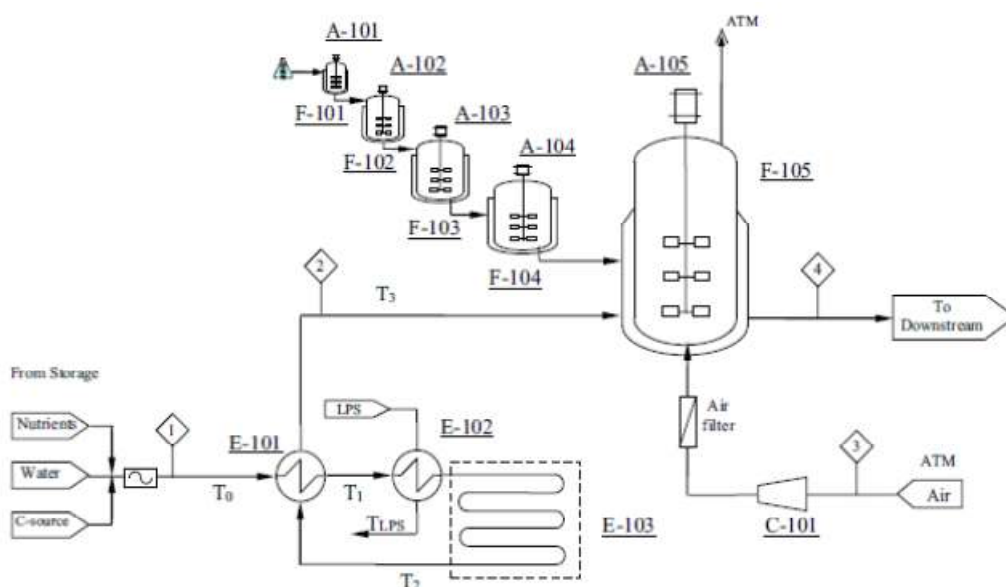 ATM
A-101
A-105
A-102
F-101
A-103
F-105
F-102
A-104
F-103
F-104
2
4
T3
To
Downstream
From Storage
LPS
E-102
Air
filter
Nutrients
1
E-101
3
ATM
Water
T0
T1
Air
C-source
TLPS
E-103
C-101
T2